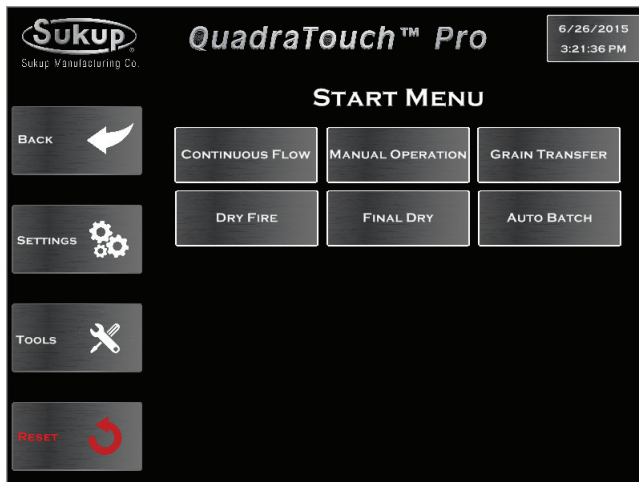 Sukup
Sukup Manufacturing Co.
QuadraTouch™ Pro
6/26/2015
3:21:36 PM
START MENU
BACK
CONTINUOUS FLOW
MANUAL OPERATION
GRAIN TRANSFER
DRY FIRE
FINAL DRY
AUTO BATCH
SETTINGS
TOOLS
RESET